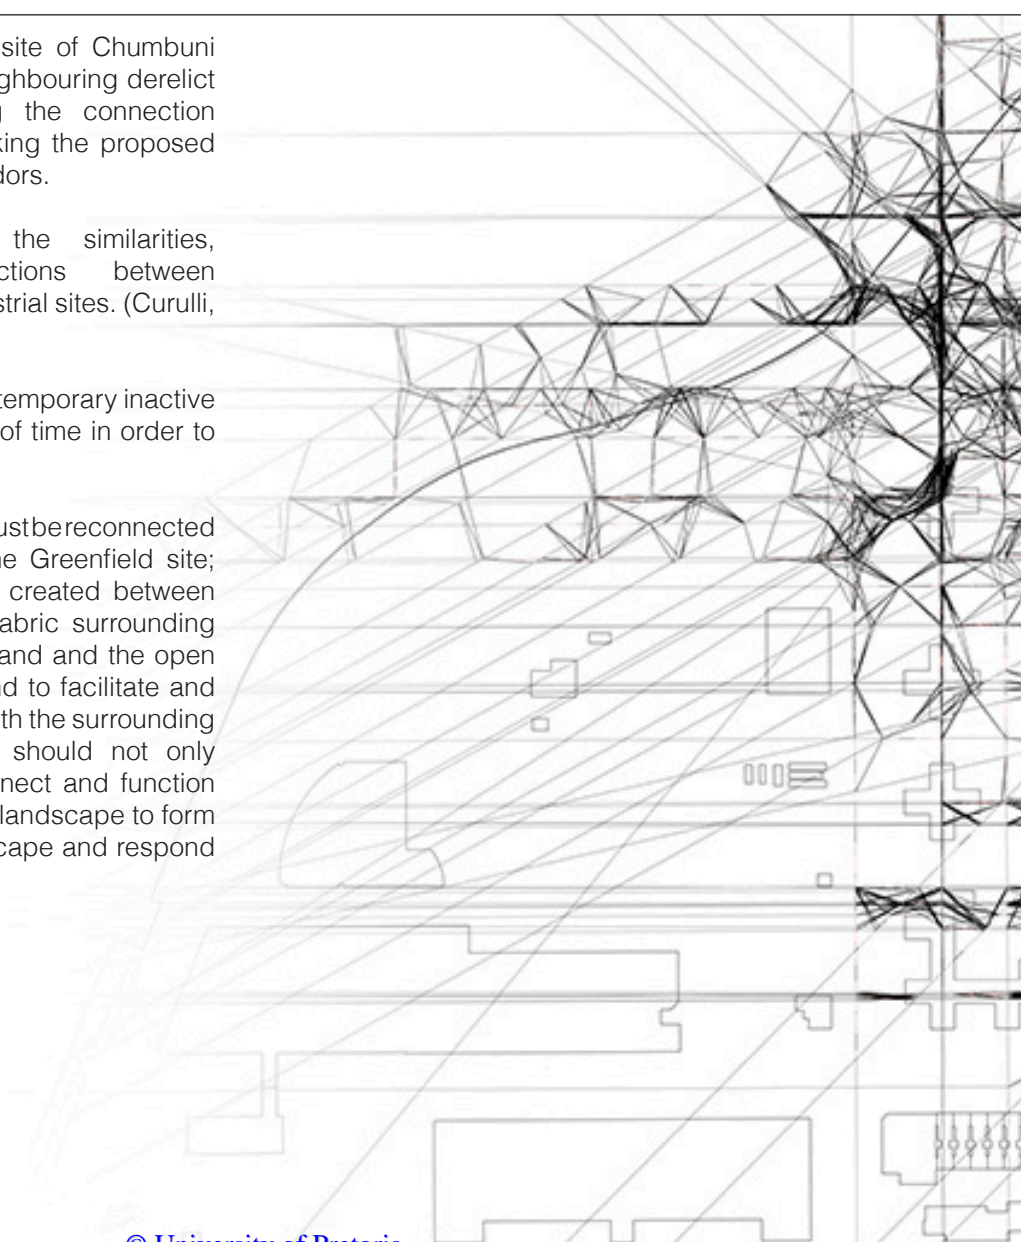 site of Chumbuni
ghbouring derelict
the connection
king the proposed
dors.
the similarities,
ctions between
strial sites. (Curulli,
temporary inactive
of time in order to
ust be reconnected
ne Greenfield site;
created between
abric surrounding
and and the open
nd to facilitate and
th the surrounding
should not only
nect and function
landscape to form
cape and respond
© University of Pretoria